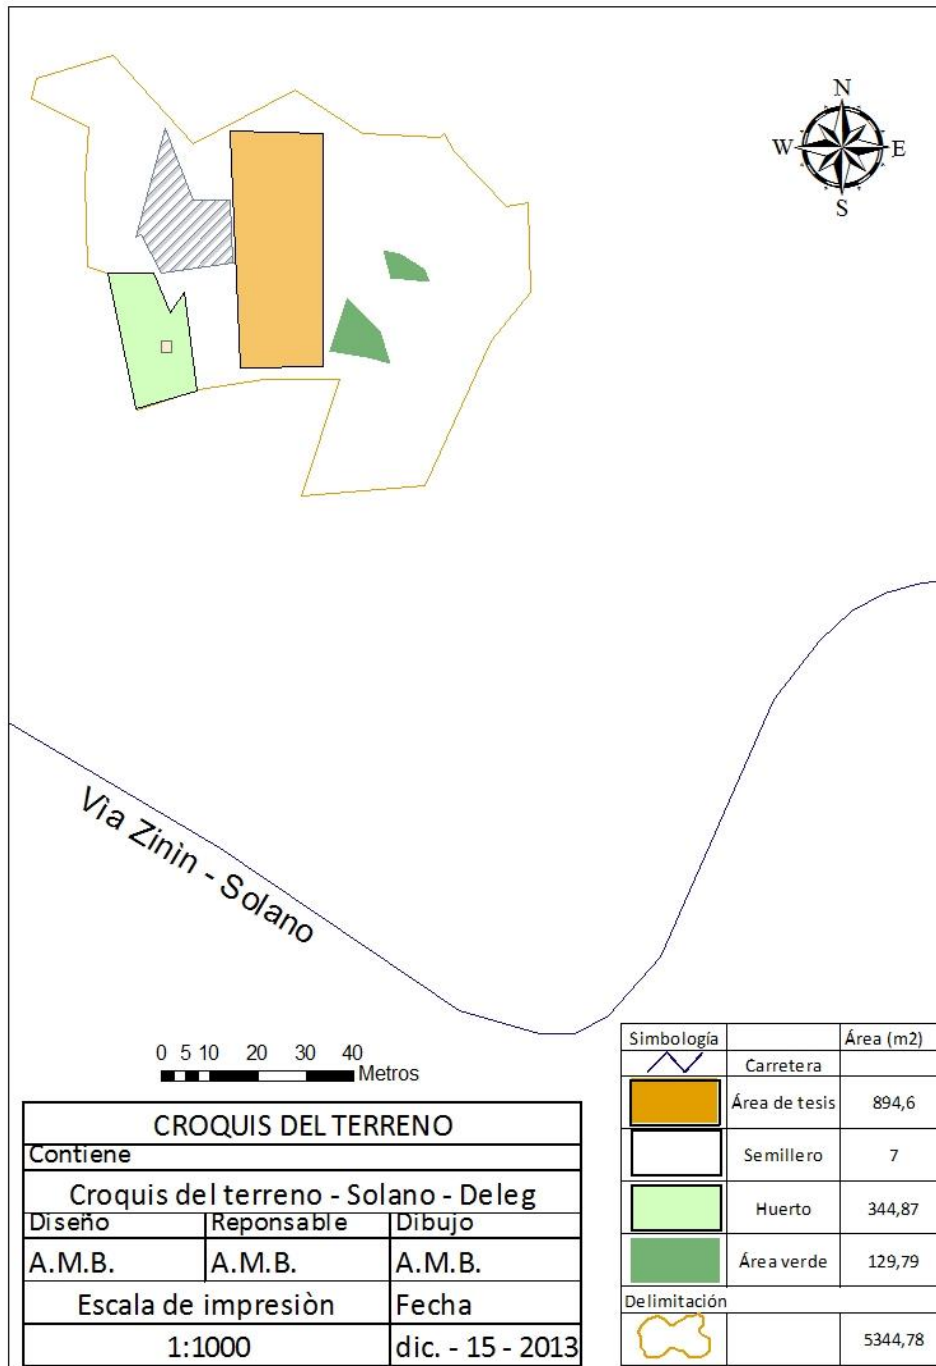 N
W E
S
Vìa Zinìn - Solano
0 5 10 20 30 40
Metros
CROQUIS DEL TERRENO
Contiene
Croquis del terreno - Solano - Deleg
Diseño Reponsable Dibujo
A.M.B. A.M.B. A.M.B.
Escala de impresiòn Fecha
1:1000 dic. - 15 - 2013
Simbología Área (m2)
Carretera
Área de tesis 894,6
Semillero 7
Huerto 344,87
Área verde 129,79
Delimitación
5344,78